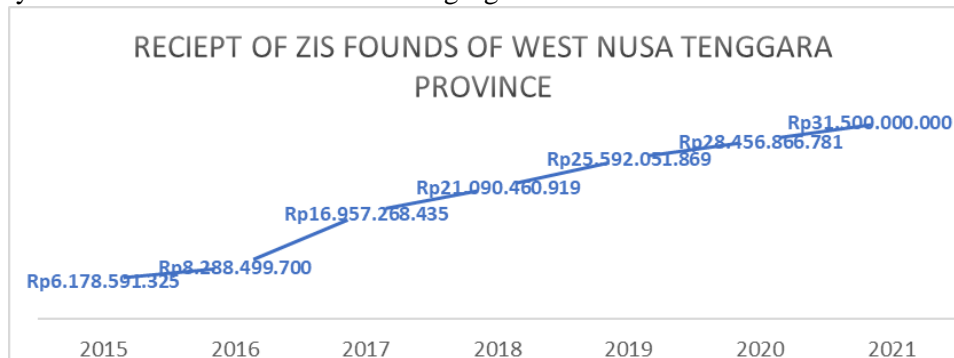 RECIEPT OF ZIS FOUNDS OF WEST NUSA TENGGARA
PROVINCE
Rp31.500.000.000
Rp28.456.866.781
Rp25.592.051.869
Rp21.090.460.919
Rp16.957.268.435
Rp8.288.499.700
Rp6.178.591.325
2015 2016 2017 2018 2019 2020 2021